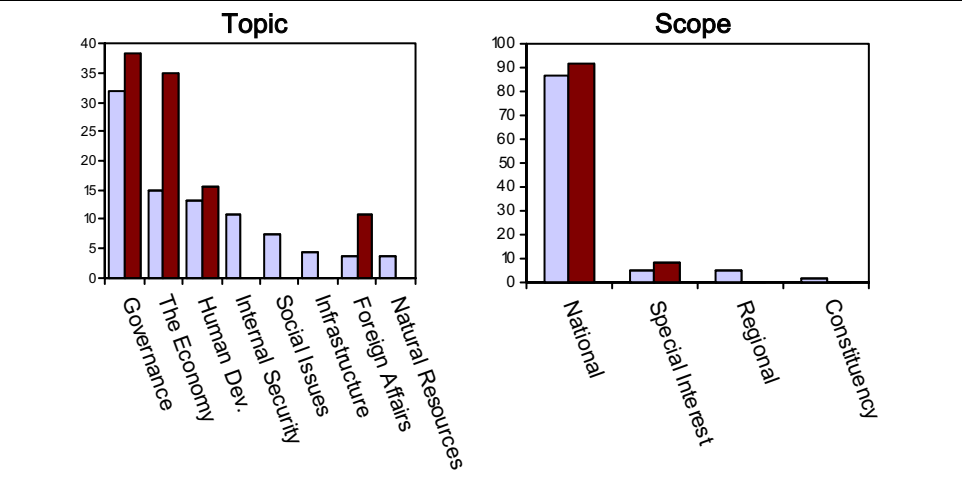 Topic
40
35
30
25
20
15
10
5
0
Governance
The Economy
Human Dev.
Internal Security
Social Issues
Infrastructure
Foreign Affairs
Natural Resources
Scope
100
90
80
70
60
50
40
30
20
10
0
National
Special Interest
Regional
Constituency